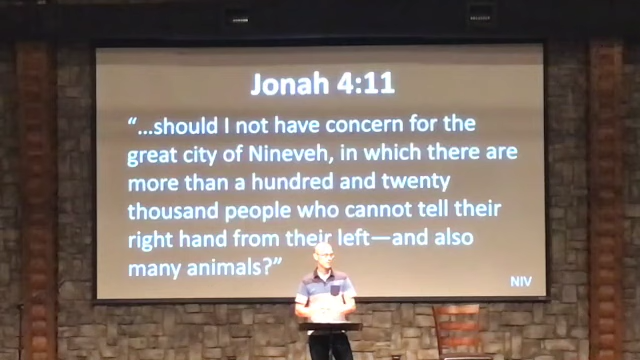 Jonah 4:11
“...should I not have concern for the
great city of Nineveh, in which there are
more than a hundred and twenty
thousand people who cannot tell their
right hand from their left—and also
many animals?”
NIV